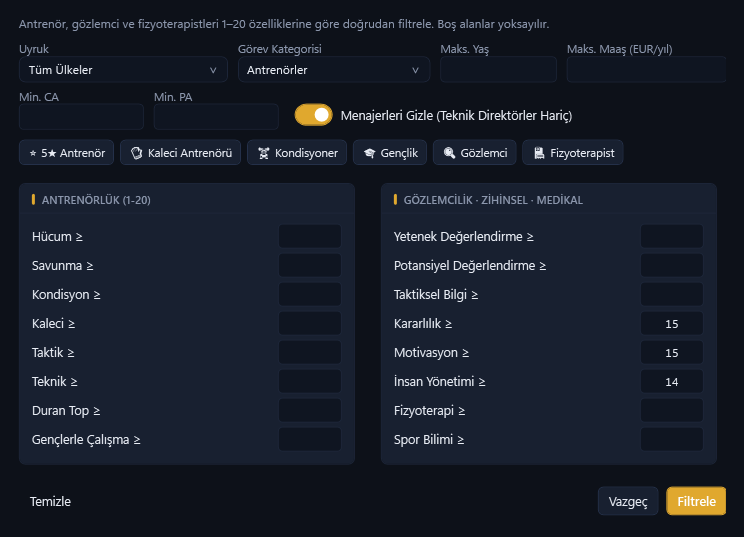 Antrenör, gözlemci ve fizyoterapistleri 1–20 özelliklerine göre doğrudan filtrele. Boş alanlar yoksayılır.
Uyruk
Görev Kategorisi
Maks. Yaş
Maks. Maaş (EUR/yıl)
Tüm Ülkeler
Antrenörler
Min. CA
Min. PA
Menajerleri Gizle (Teknik Direktörler Hariç)
5★ Antrenör
Kaleci Antrenörü
Kondisyoner
Gençlik
Gözlemci
Fizyoterapist
ANTRENÖRLÜK (1-20)
Hücum ≥
Savunma ≥
Kondisyon ≥
Kaleci ≥
Taktik ≥
Teknik ≥
Duran Top ≥
Gençlerle Çalışma ≥
GÖZLEMCİLİK · ZİHİNSEL · MEDİKAL
Yetenek Değerlendirme ≥
Potansiyel Değerlendirme ≥
Taktiksel Bilgi ≥
Kararlılık ≥ 15
Motivasyon ≥ 15
İnsan Yönetimi ≥ 14
Fizyoterapi ≥
Spor Bilimi ≥
Temizle
Vazgeç
Filtrele